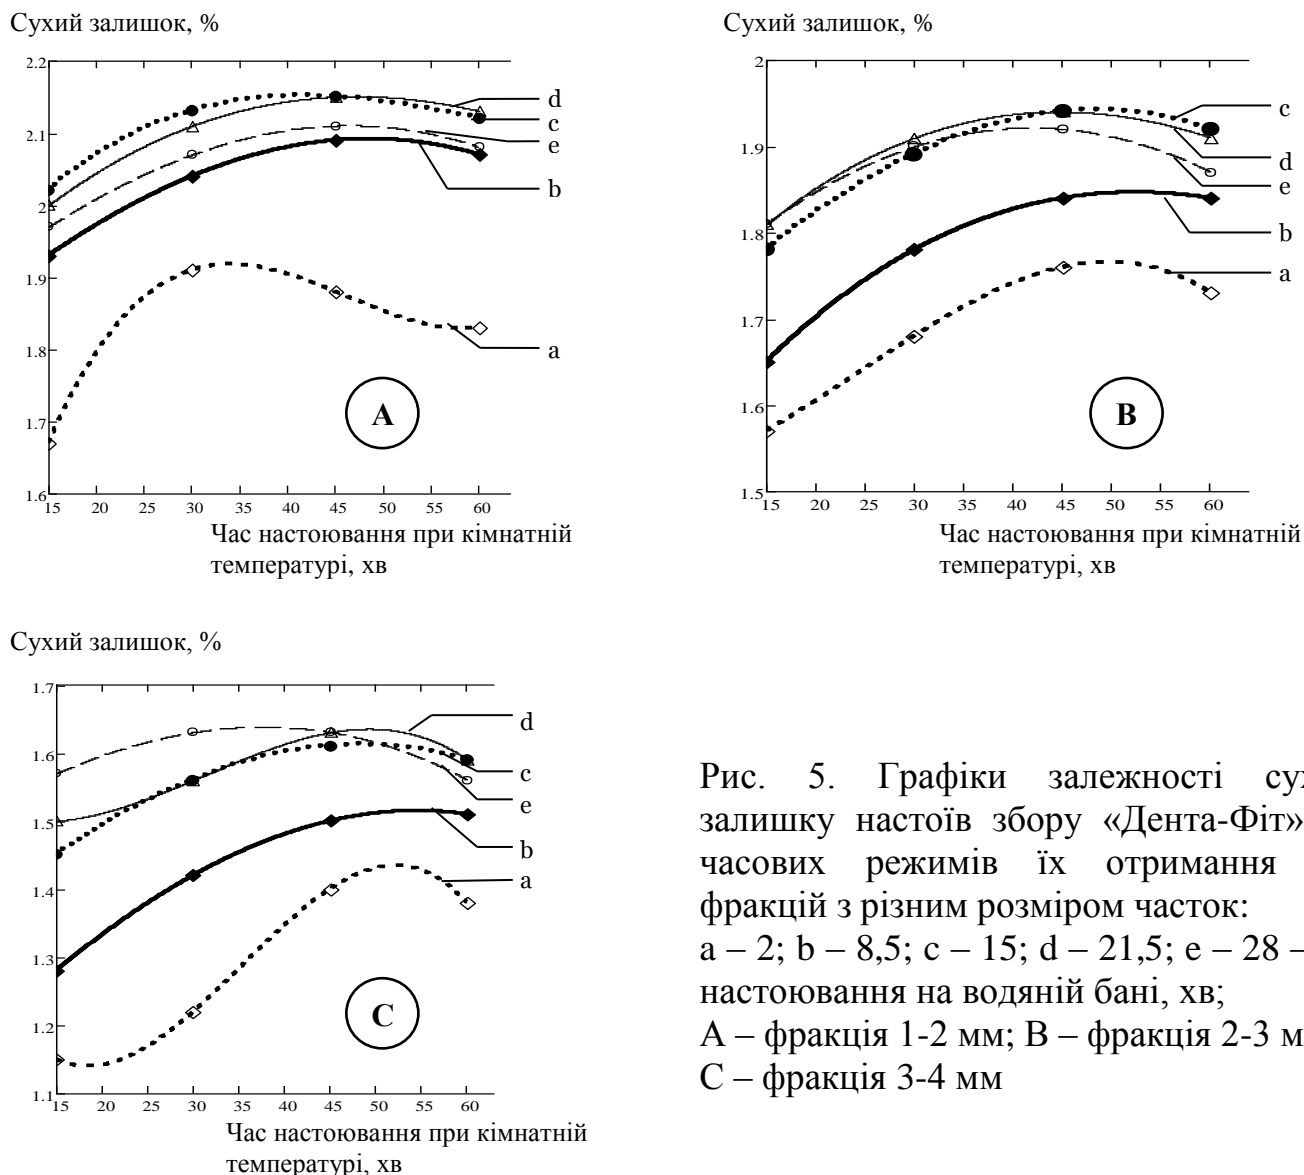 Сухий залишок, %
2.2
2.1
2
1.9
1.8
1.7
1.6
15 20 25 30 35 40 45 50 55 60
d
c
e
b
a
A
Час настоювання при кімнатній
температурі, хв
Сухий залишок, %
2
1.9
1.8
1.7
1.6
1.5
15 20 25 30 35 40 45 50 55 60
c
d
e
b
a
B
Час настоювання при кімнатній
температурі, хв
Сухий залишок, %
1.7
1.6
1.5
1.4
1.3
1.2
1.1
15 20 25 30 35 40 45 50 55 60
d
c
e
b
a
C
Час настоювання при кімнатній
температурі, хв
Рис. 5. Графіки залежності сух
залишку настоїв збору «Дента-Фіт»
часових режимів їх отримання
фракцій з різним розміром часток:
a – 2; b – 8,5; c – 15; d – 21,5; e – 28 –
настоювання на водяній бані, хв;
A – фракція 1-2 мм; B – фракція 2-3 м
C – фракція 3-4 мм